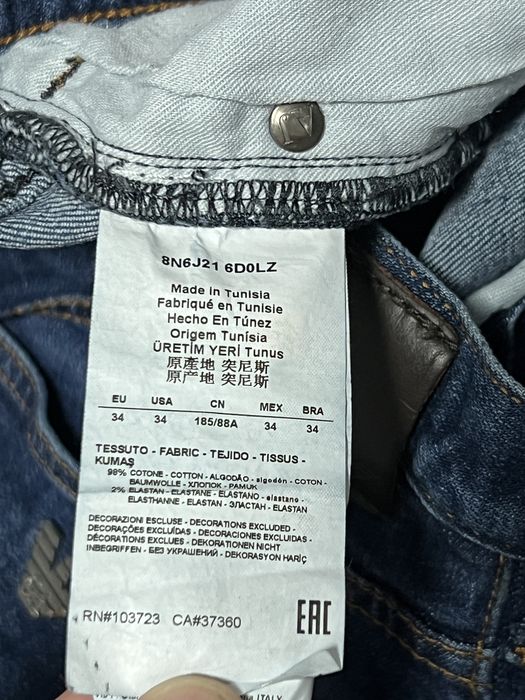 8N6J21 6D0LZ
Made in Tunisia
Fabriqué en Tunisie
Hecho En Túnez
Origem Tunísia
ÜRETİM YERİ Tunus
原產地 突尼斯
原产地 突尼斯
EU USA CN MEX BRA
34 34 185/88A 34 34
TESSUTO - FABRIC - TEJIDO - TISSUS -
KUMAŞ
98% COTONE - COTTON - ALGODÃO - algodón - COTON -
BAUMWOLLE - ХЛОПОК - PAMUK
2% ELASTAN - ELASTANE - ELASTANO - elastano -
ELASTHANNE - ELASTAN - ЭЛАСТАН - ELASTAN
DECORAZIONI ESCLUSE - DECORATIONS EXCLUDED -
DECORAÇÕES EXCLUÍDAS - DECORACIONES EXCLUIDAS -
DÉCORATIONS EXCLUES - DEKORATIONEN NICHT
INBEGRIFFEN - БЕЗ УКРАШЕНИЙ - DEKORASYON HARİÇ
RN#103723 CA#37360 EAC
ITALY